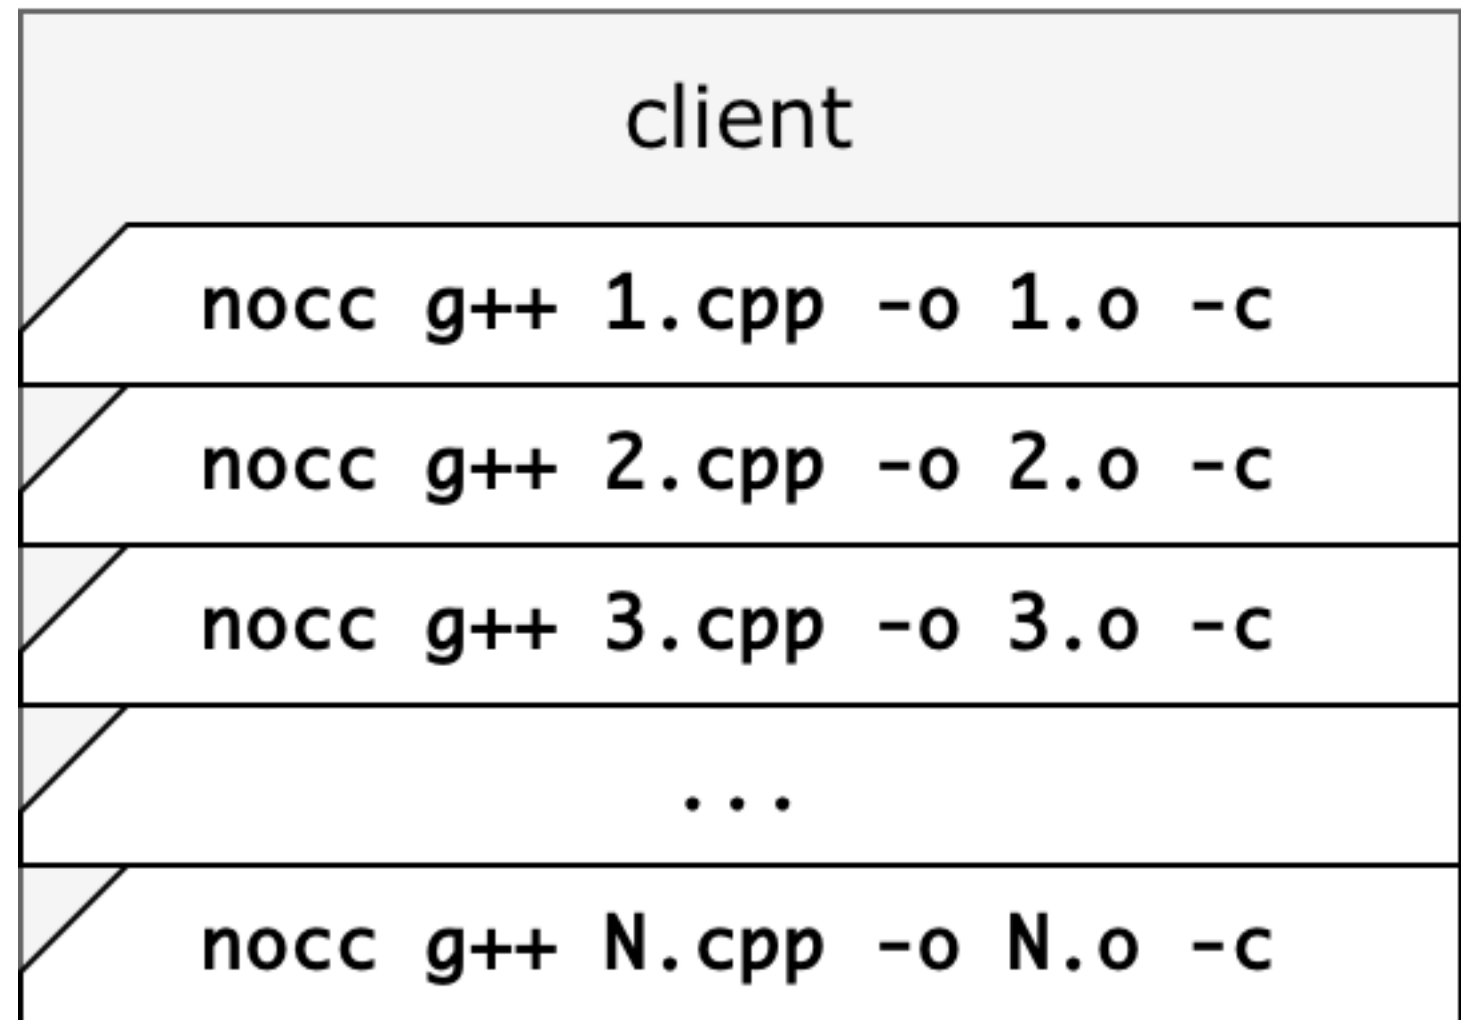 client
nocc g++ 1.cpp -o 1.o -c
nocc g++ 2.cpp -o 2.o -c
nocc g++ 3.cpp -o 3.o -c
...
nocc g++ N.cpp -o N.o -c